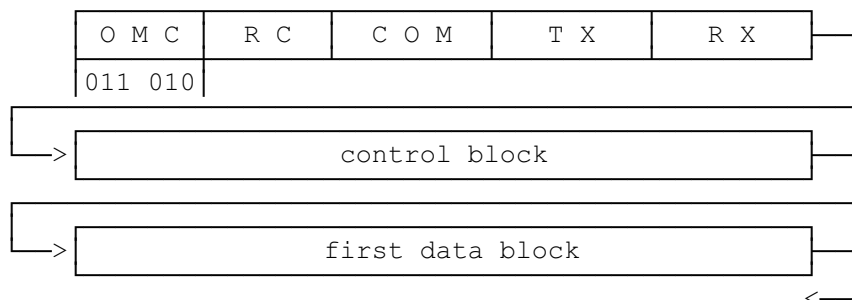 O M C R C C O M T X R X
011 010
> control block
> first data block
<